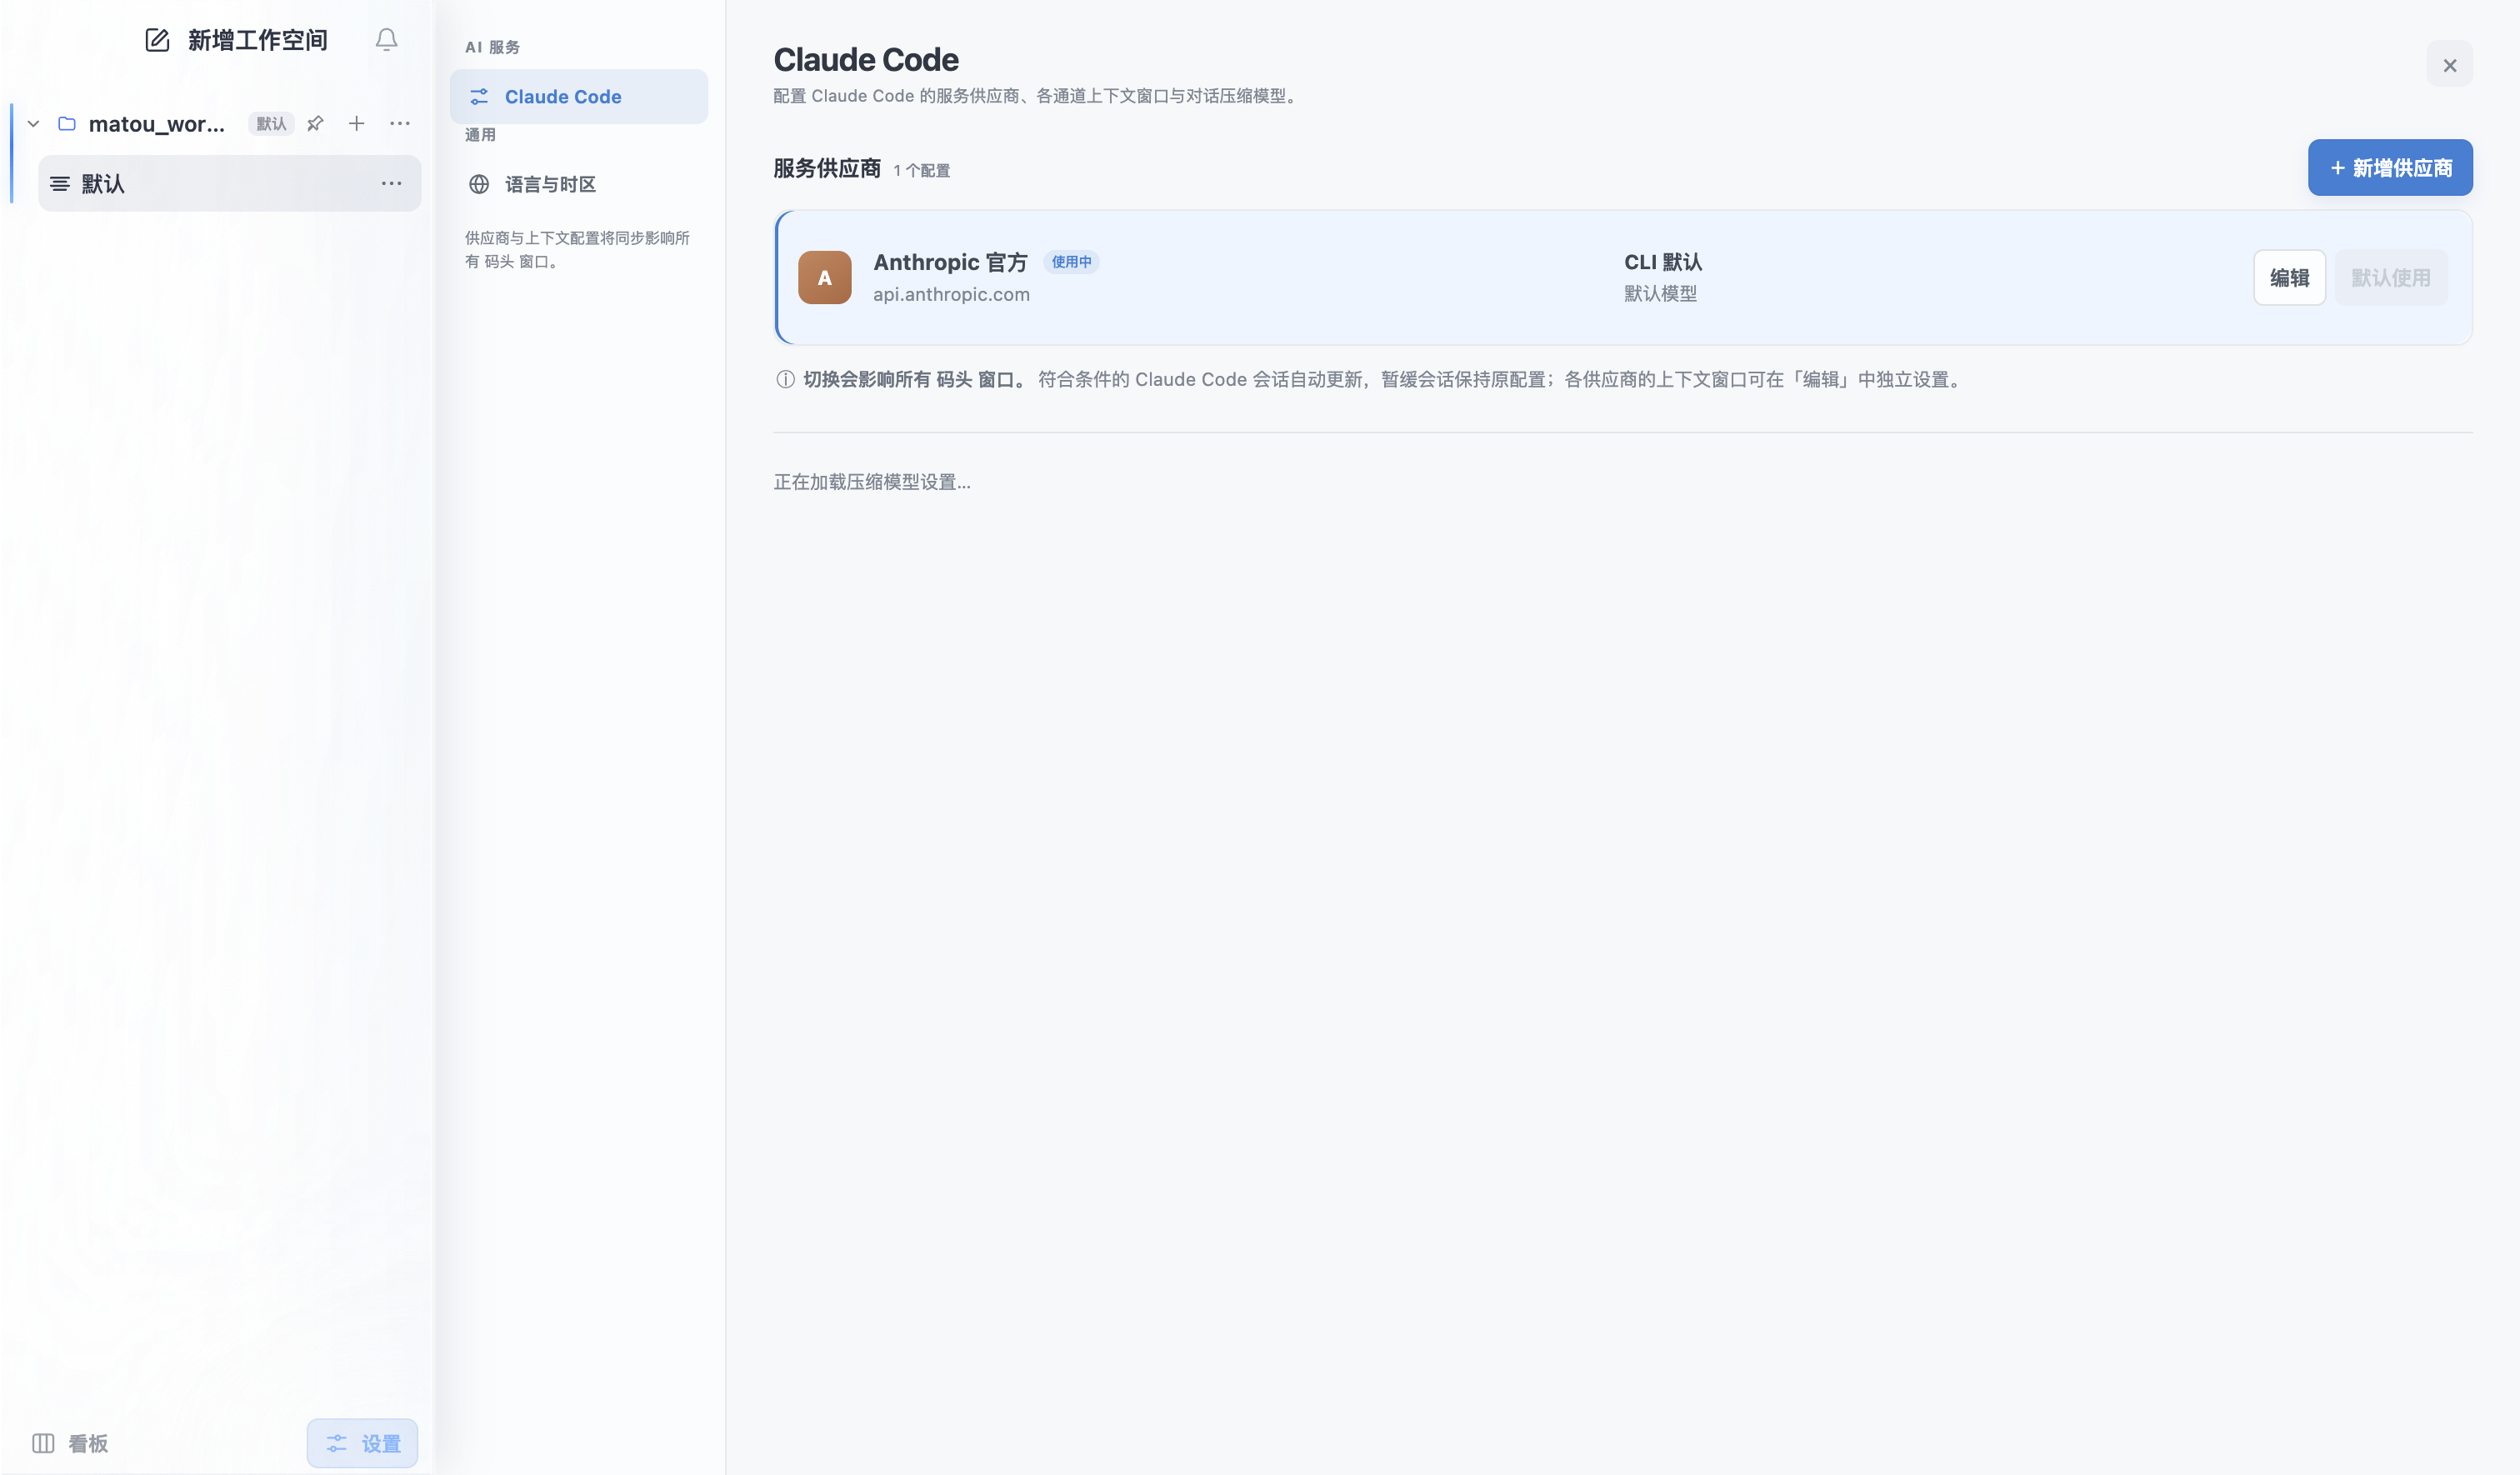 新增工作空间
matou_wor...
默认
默认
看板
设置
AI 服务
Claude Code
通用
语言与时区
供应商与上下文配置将同步影响所
有 码头 窗口。
Claude Code
配置 Claude Code 的服务供应商、各通道上下文窗口与对话压缩模型。
服务供应商 1 个配置
+ 新增供应商
A
Anthropic 官方 使用中
api.anthropic.com
CLI 默认
默认模型
编辑
默认使用
切换会影响所有 码头 窗口。 符合条件的 Claude Code 会话自动更新，暂缓会话保持原配置；各供应商的上下文窗口可在「编辑」中独立设置。
正在加载压缩模型设置...